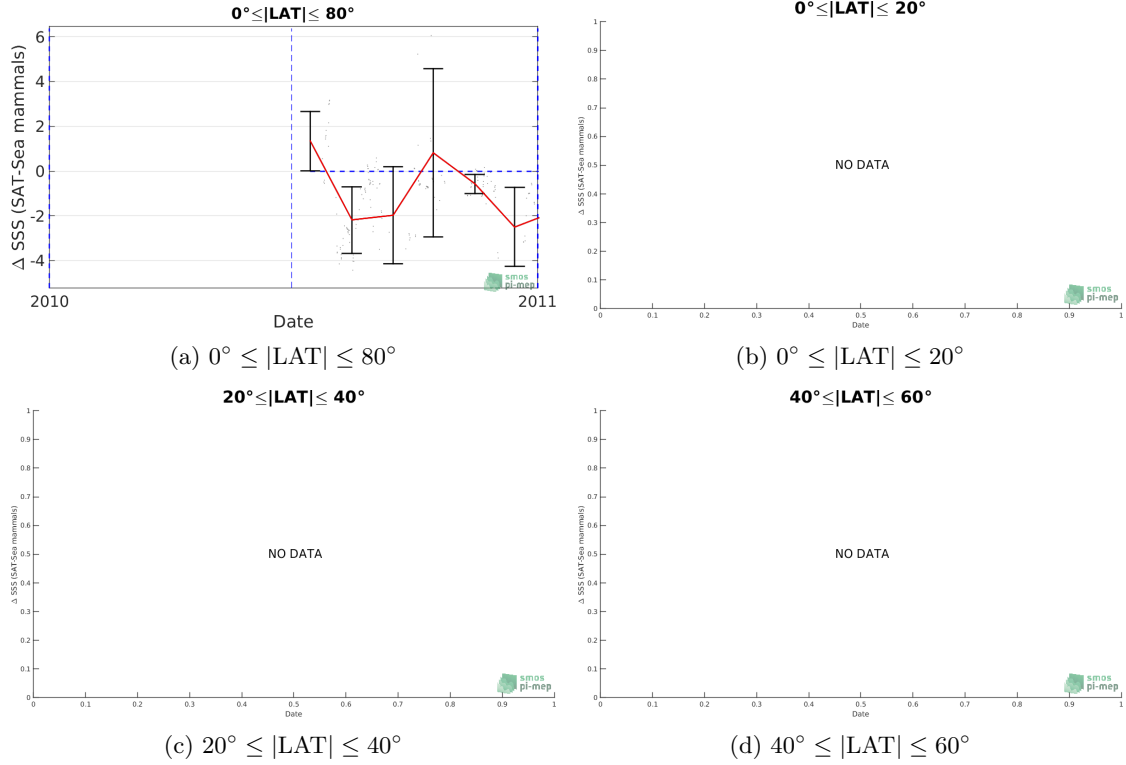 0°≤|LAT|≤ 80°
6
4
2
0
-2
-4
Δ SSS (SAT-Sea mammals)
2010
2011
Date
smos
pi-mep
(a) 0° ≤ |LAT| ≤ 80°
0°≤|LAT|≤ 20°
1
0.9
0.8
0.7
0.6
0.5
0.4
0.3
0.2
0.1
0
Δ SSS (SAT-Sea mammals)
NO DATA
0 0.1 0.2 0.3 0.4 0.5 0.6 0.7 0.8 0.9 1
Date
smos
pi-mep
(b) 0° ≤ |LAT| ≤ 20°
20°≤|LAT|≤ 40°
1
0.9
0.8
0.7
0.6
0.5
0.4
0.3
0.2
0.1
0
Δ SSS (SAT-Sea mammals)
NO DATA
0 0.1 0.2 0.3 0.4 0.5 0.6 0.7 0.8 0.9 1
Date
smos
pi-mep
(c) 20° ≤ |LAT| ≤ 40°
40°≤|LAT|≤ 60°
1
0.9
0.8
0.7
0.6
0.5
0.4
0.3
0.2
0.1
0
Δ SSS (SAT-Sea mammals)
NO DATA
0 0.1 0.2 0.3 0.4 0.5 0.6 0.7 0.8 0.9 1
Date
smos
pi-mep
(d) 40° ≤ |LAT| ≤ 60°